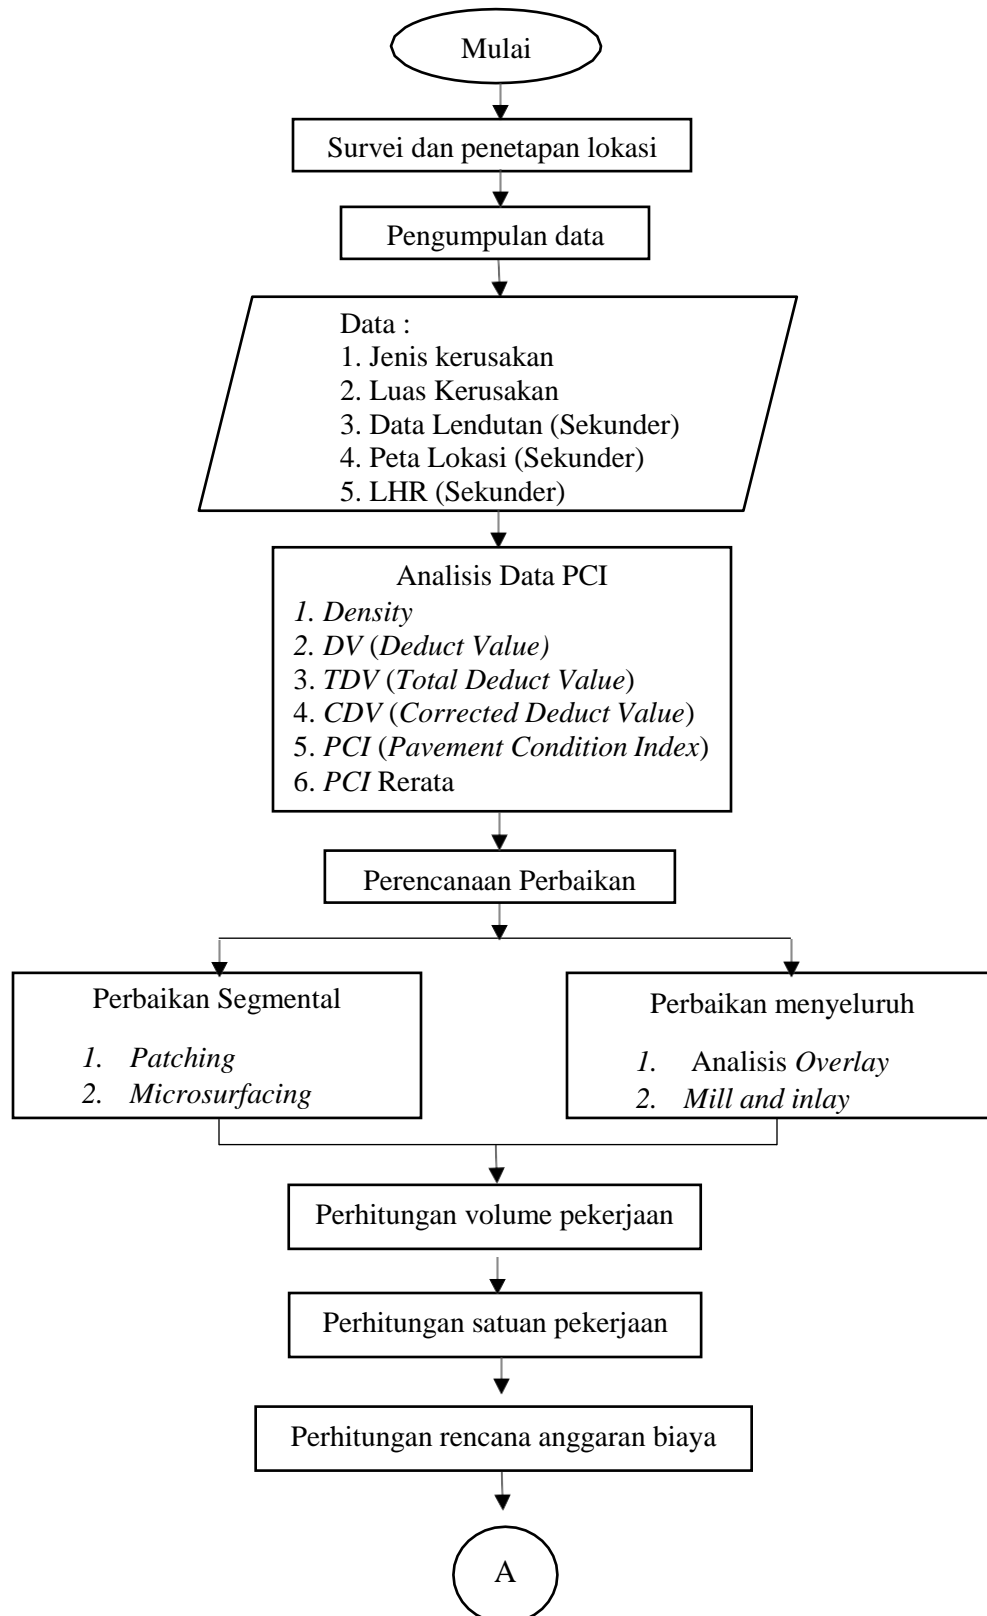 Mulai
Survei dan penetapan lokasi
Pengumpulan data
Data :
1. Jenis kerusakan
2. Luas Kerusakan
3. Data Lendutan (Sekunder)
4. Peta Lokasi (Sekunder)
5. LHR (Sekunder)
Analisis Data PCI
1. Density
2. DV (Deduct Value)
3. TDV (Total Deduct Value)
4. CDV (Corrected Deduct Value)
5. PCI (Pavement Condition Index)
6. PCI Rerata
Perencanaan Perbaikan
Perbaikan Segmental
1. Patching
2. Microsurfacing
Perbaikan menyeluruh
1. Analisis Overlay
2. Mill and inlay
Perhitungan volume pekerjaan
Perhitungan satuan pekerjaan
Perhitungan rencana anggaran biaya
A